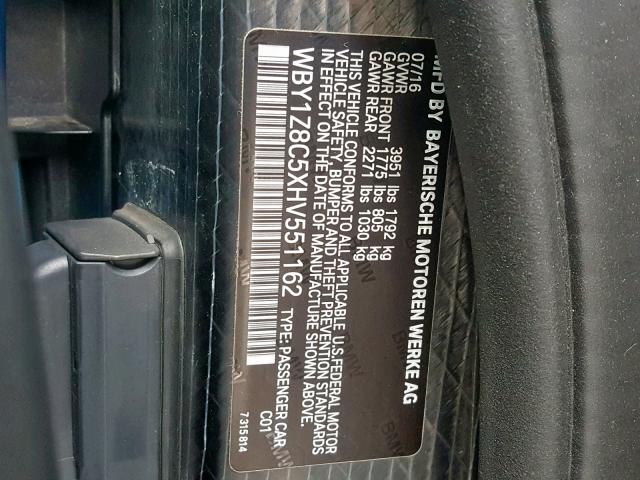 MFD BY BAYERISCHE MOTOREN WERKE AG
07/16
GVWR 3951 lbs 1792 kg
GAWR FRONT 1775 lbs 805 kg
GAWR REAR 2271 lbs 1030 kg
THIS VEHICLE CONFORMS TO ALL APPLICABLE U.S.FEDERAL MOTOR
VEHICLE SAFETY, BUMPER AND THEFT PREVENTION STANDARDS
IN EFFECT ON THE DATE OF MANUFACTURE SHOWN ABOVE.
WBY1Z8C5XHV551162 TYPE: PASSENGER CAR
C01
7315814